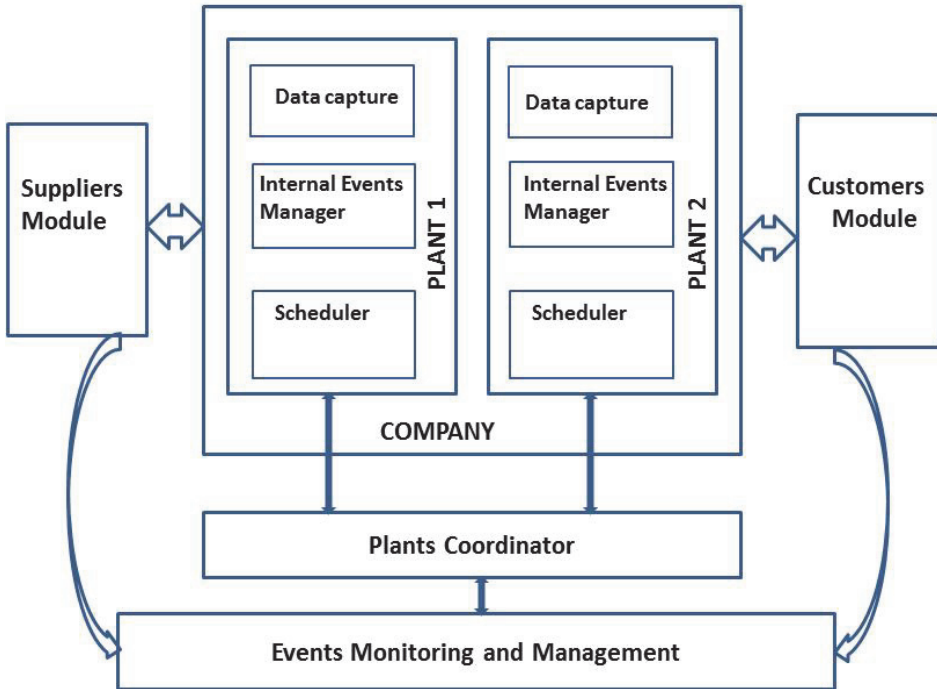 Suppliers
Module
Data capture
Internal Events
Manager
Scheduler
PLANT 1
Data capture
Internal Events
Manager
Scheduler
PLANT 2
COMPANY
Customers
Module
Plants Coordinator
Events Monitoring and Management